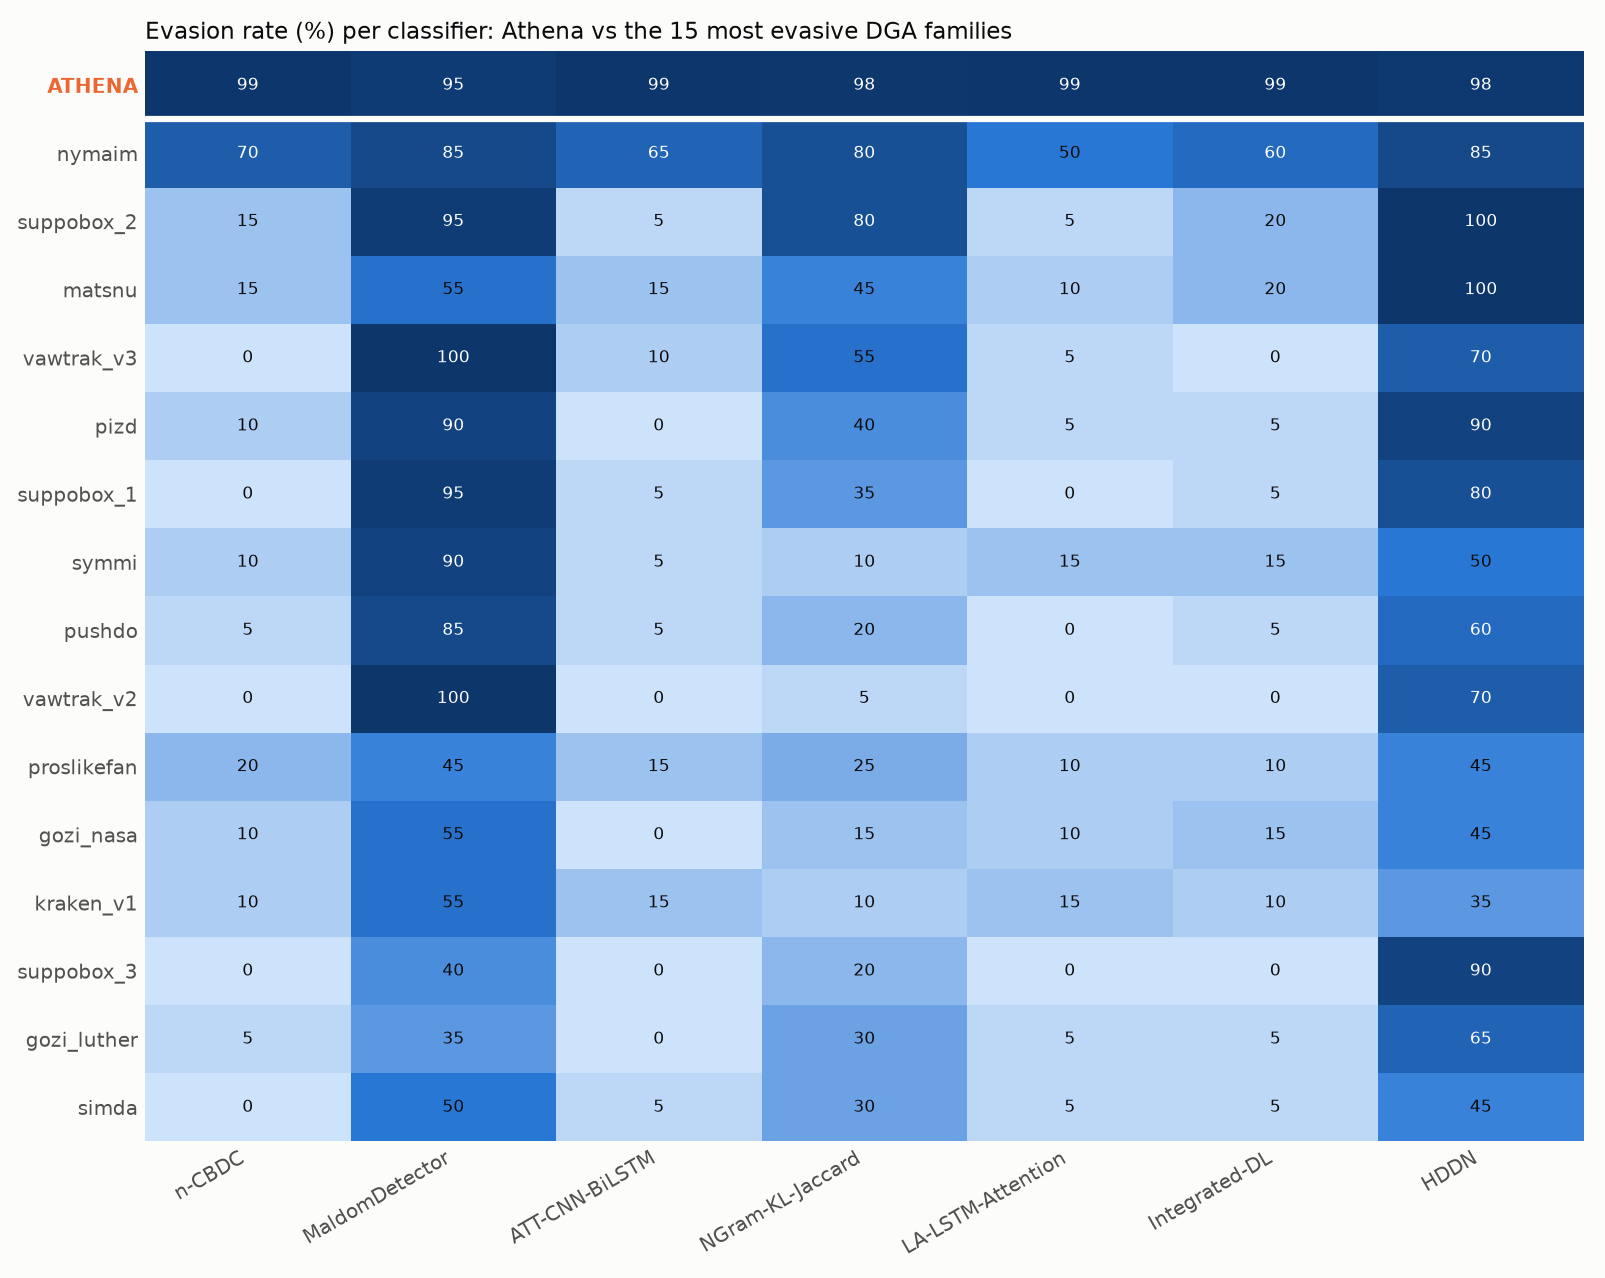 Evasion rate (%) per classifier: Athena vs the 15 most evasive DGA families
ATHENA 99 95 99 98 99 99 98
nymaim 70 85 65 80 50 60 85
suppobox_2 15 95 5 80 5 20 100
matsnu 15 55 15 45 10 20 100
vawtrak_v3 0 100 10 55 5 0 70
pizd 10 90 0 40 5 5 90
suppobox_1 0 95 5 35 0 5 80
symmi 10 90 5 10 15 15 50
pushdo 5 85 5 20 0 5 60
vawtrak_v2 0 100 0 5 0 0 70
proslikefan 20 45 15 25 10 10 45
gozi_nasa 10 55 0 15 10 15 45
kraken_v1 10 55 15 10 15 10 35
suppobox_3 0 40 0 20 0 0 90
gozi_luther 5 35 0 30 5 5 65
simda 0 50 5 30 5 5 45
n-CBDC MaldomDetector ATT-CNN-BiLSTM NGram-KL-Jaccard LA-LSTM-Attention Integrated-DL HDDN